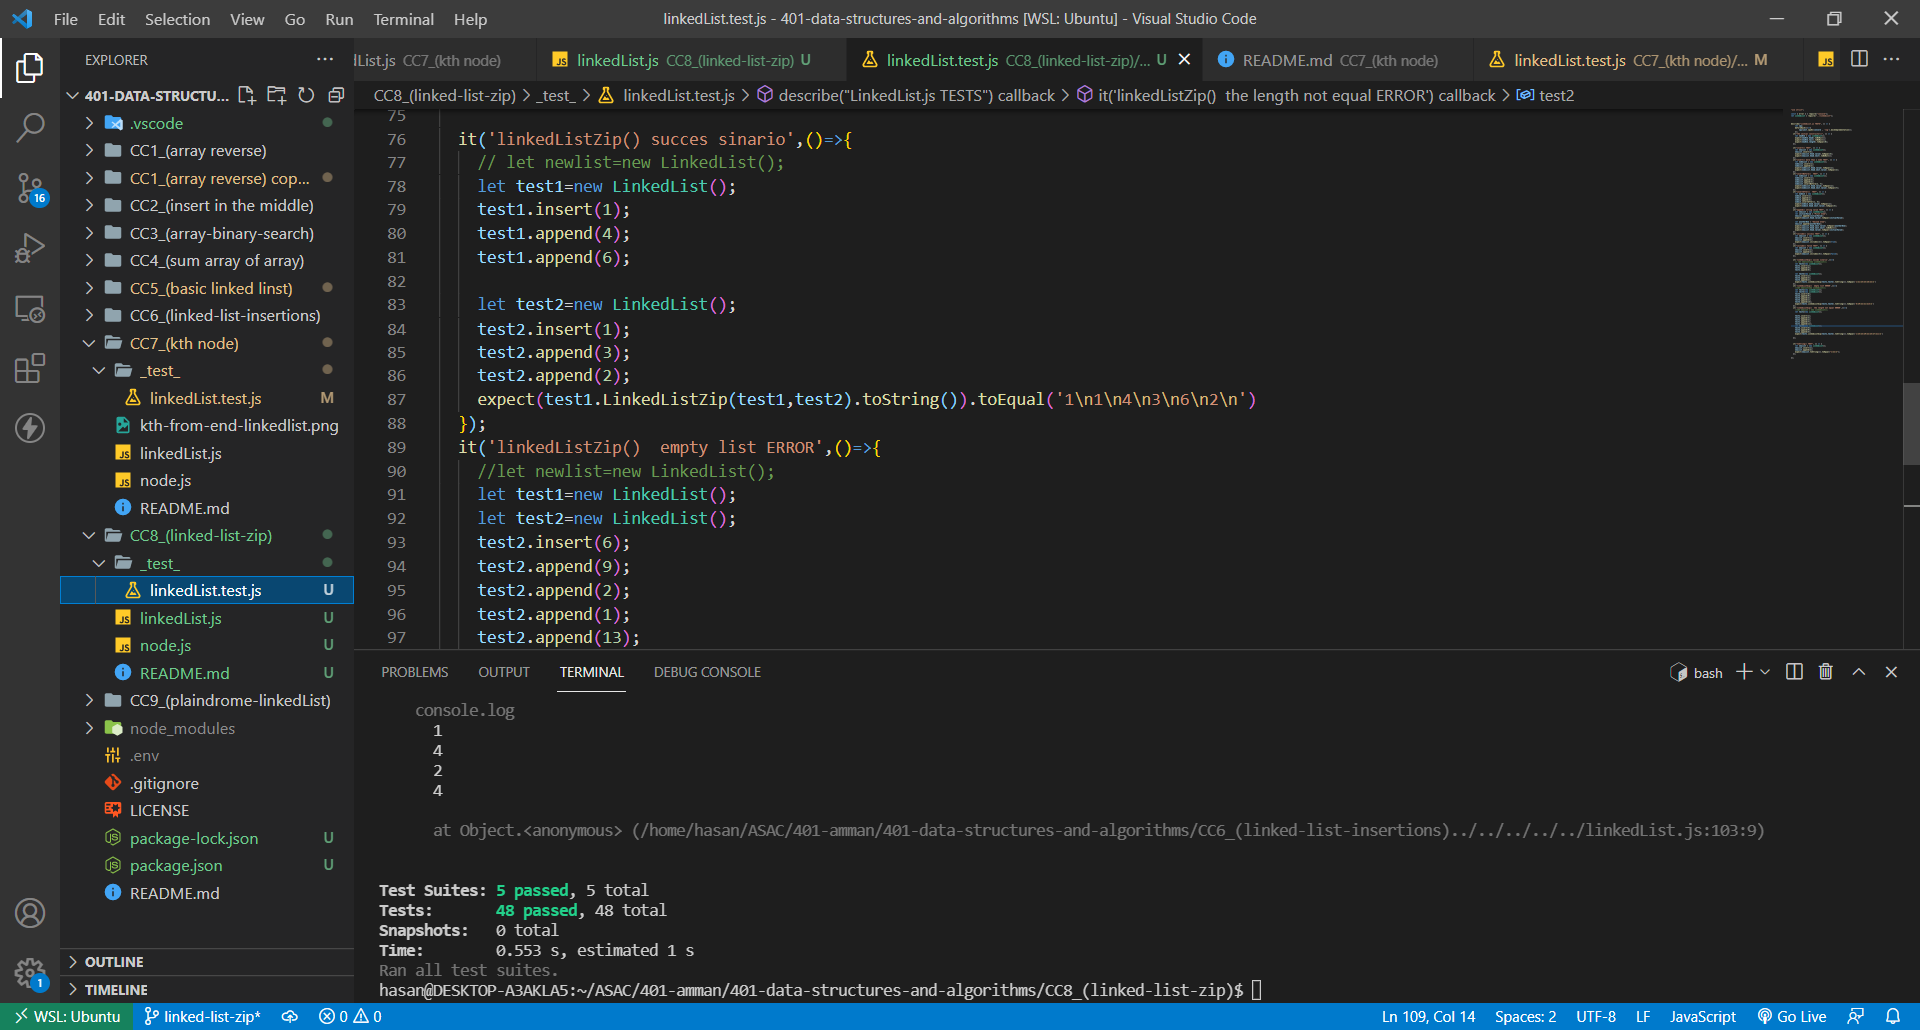 File Edit Selection View Go Run Terminal Help
linkedList.test.js - 401-data-structures-and-algorithms [WSL: Ubuntu] - Visual Studio Code
EXPLORER
401-DATA-STRUCTU...
.vscode
CC1_(array reverse)
CC1_(array reverse) cop...
CC2_(insert in the middle)
CC3_(array-binary-search)
CC4_(sum array of array)
CC5_(basic linked linst)
CC6_(linked-list-insertions)
CC7_(kth node)
_test_
linkedList.test.js M
kth-from-end-linkedlist.png
linkedList.js
node.js
README.md
CC8_(linked-list-zip)
_test_
linkedList.test.js U
linkedList.js U
node.js U
README.md U
CC9_(plaindrome-linkedList)
node_modules
.env
.gitignore
LICENSE
package-lock.json U
package.json U
README.md
OUTLINE
TIMELINE
16
1
List.js CC7_(kth node)
linkedList.js CC8_(linked-list-zip) U
linkedList.test.js CC8_(linked-list-zip)/... U
README.md CC7_(kth node)
linkedList.test.js CC7_(kth node)/... M
CC8_(linked-list-zip) > _test_ > linkedList.test.js > describe("LinkedList.js TESTS") callback > it('linkedListZip()  the length not equal ERROR') callback > test2
75
76 it('linkedListZip() succes sinario',()=>{
77 // let newlist=new LinkedList();
78 let test1=new LinkedList();
79 test1.insert(1);
80 test1.append(4);
81 test1.append(6);
82
83 let test2=new LinkedList();
84 test2.insert(1);
85 test2.append(3);
86 test2.append(2);
87 expect(test1.LinkedListZip(test1,test2).toString()).toEqual('1\n1\n4\n3\n6\n2\n')
88 });
89 it('linkedListZip()  empty list ERROR',()=>{
90 //let newlist=new LinkedList();
91 let test1=new LinkedList();
92 let test2=new LinkedList();
93 test2.insert(6);
94 test2.append(9);
95 test2.append(2);
96 test2.append(1);
97 test2.append(13);
PROBLEMS OUTPUT TERMINAL DEBUG CONSOLE
bash
console.log
1
4
2
4
at Object.<anonymous> (/home/hasan/ASAC/401-amman/401-data-structures-and-algorithms/CC6_(linked-list-insertions)../../../../../linkedList.js:103:9)
Test Suites: 5 passed, 5 total
Tests: 48 passed, 48 total
Snapshots: 0 total
Time: 0.553 s, estimated 1 s
Ran all test suites.
hasan@DESKTOP-A3AKLA5:~/ASAC/401-amman/401-data-structures-and-algorithms/CC8_(linked-list-zip)$
WSL: Ubuntu linked-list-zip* 0 0 Ln 109, Col 14 Spaces: 2 UTF-8 LF JavaScript Go Live